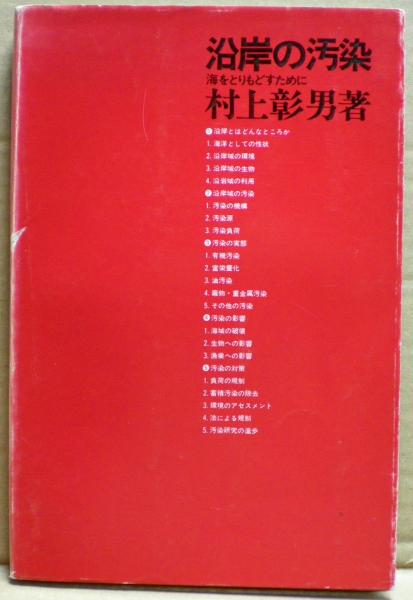 沿岸の汚染
海をとりもどすために
村上彰男著
❶沿岸とはどんなところか
1. 海洋としての性状
2. 沿岸域の環境
3. 沿岸域の生物
4. 沿岩域の利用
❷沿岸域の汚染
1. 汚染の機構
2. 汚染源
3. 汚染負荷
❸汚染の実態
1. 有機汚染
2. 富栄養化
3. 油汚染
4. 毒物・重金属汚染
5. その他の汚染
❹汚染の影響
1. 海域の破壊
2. 生物への影響
3. 漁業への影響
❺汚染の対策
1. 負荷の規制
2. 蓄積汚染の除去
3. 環境のアセスメント
4. 法による規制
5. 汚染研究の進歩